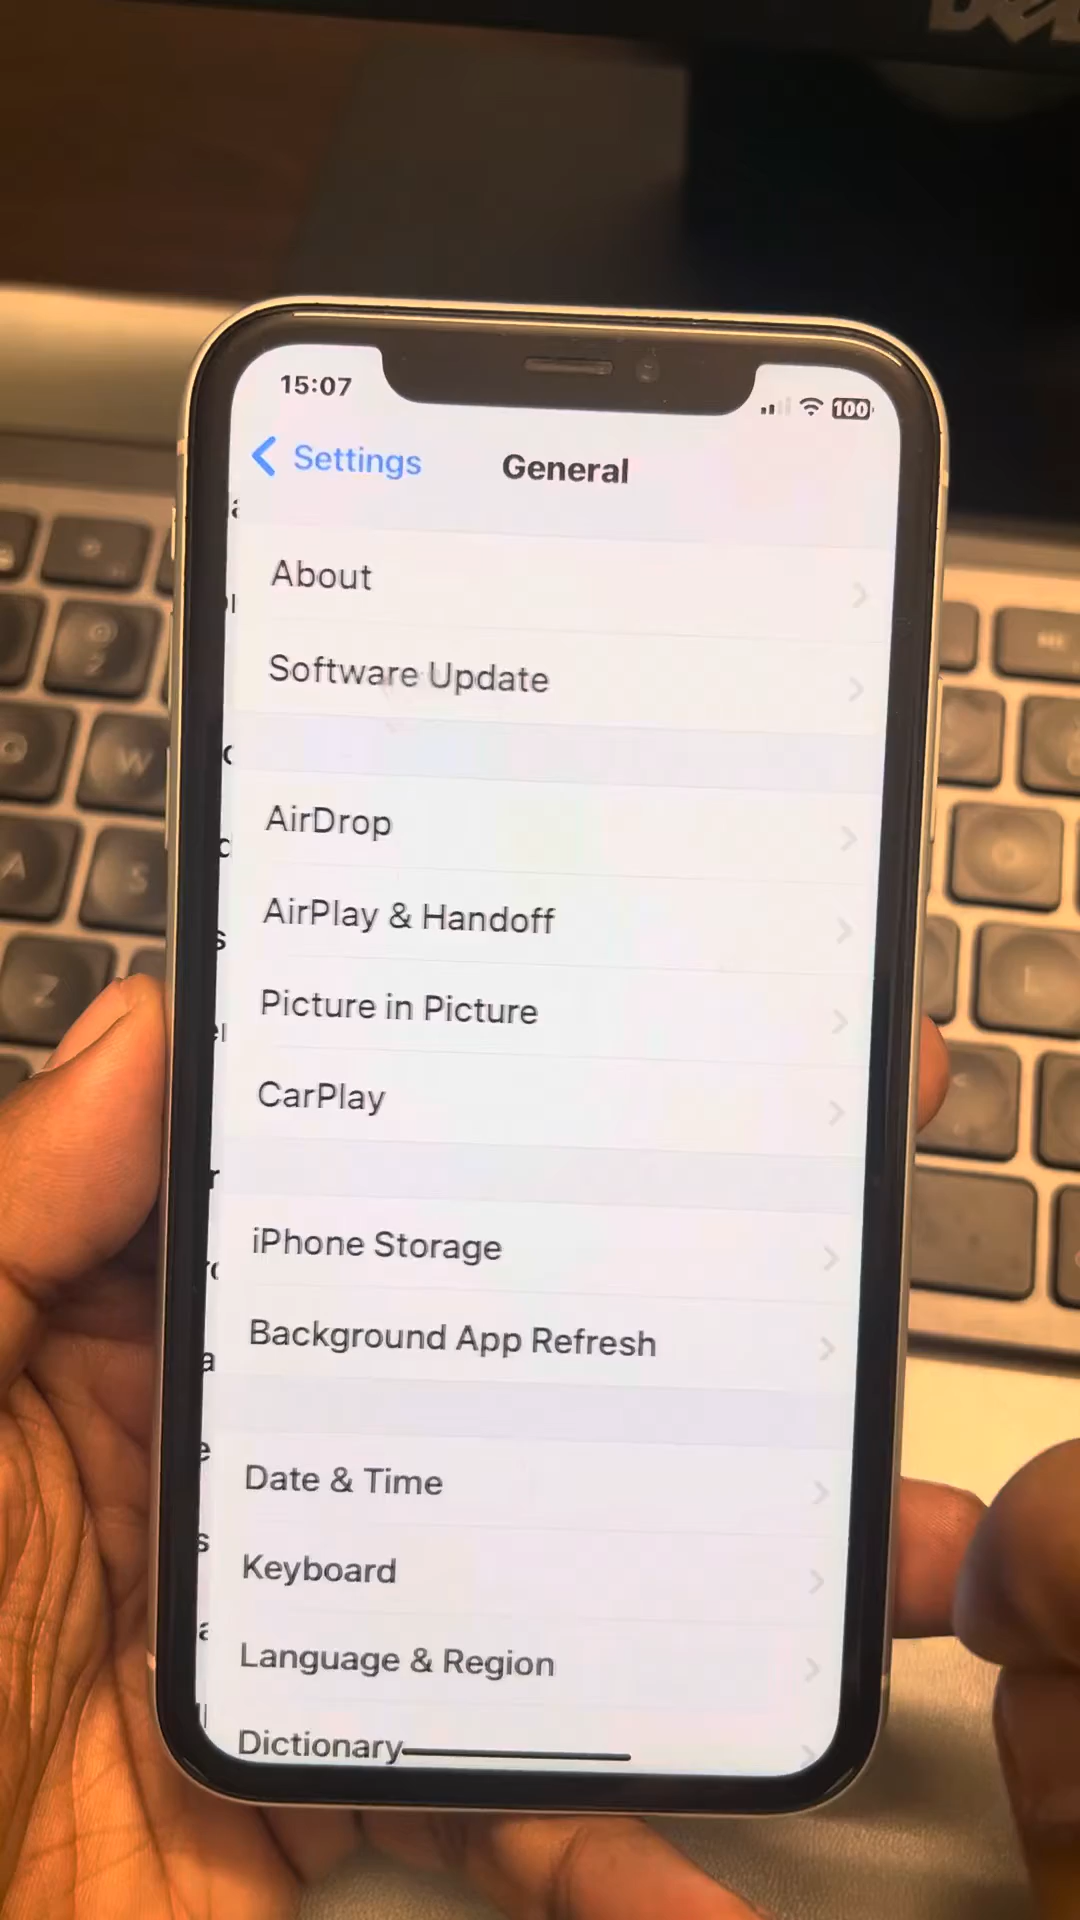 DELL
15:07
100
Settings
General
About
Software Update
AirDrop
AirPlay & Handoff
Picture in Picture
CarPlay
iPhone Storage
Background App Refresh
Date & Time
Keyboard
Language & Region
Dictionary
W
A
S
Z
L